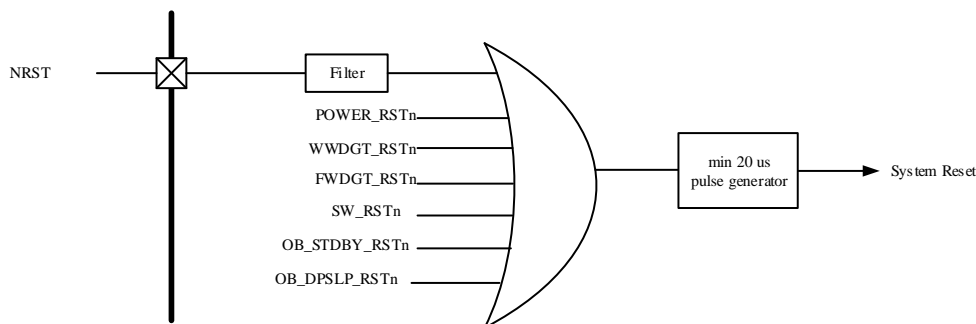 NRST
Filter
POWER_RSTn
WWDGT_RSTn
FWDGT_RSTn
SW_RSTn
OB_STDBY_RSTn
OB_DPSLP_RSTn
min 20 us
pulse generator
System Reset